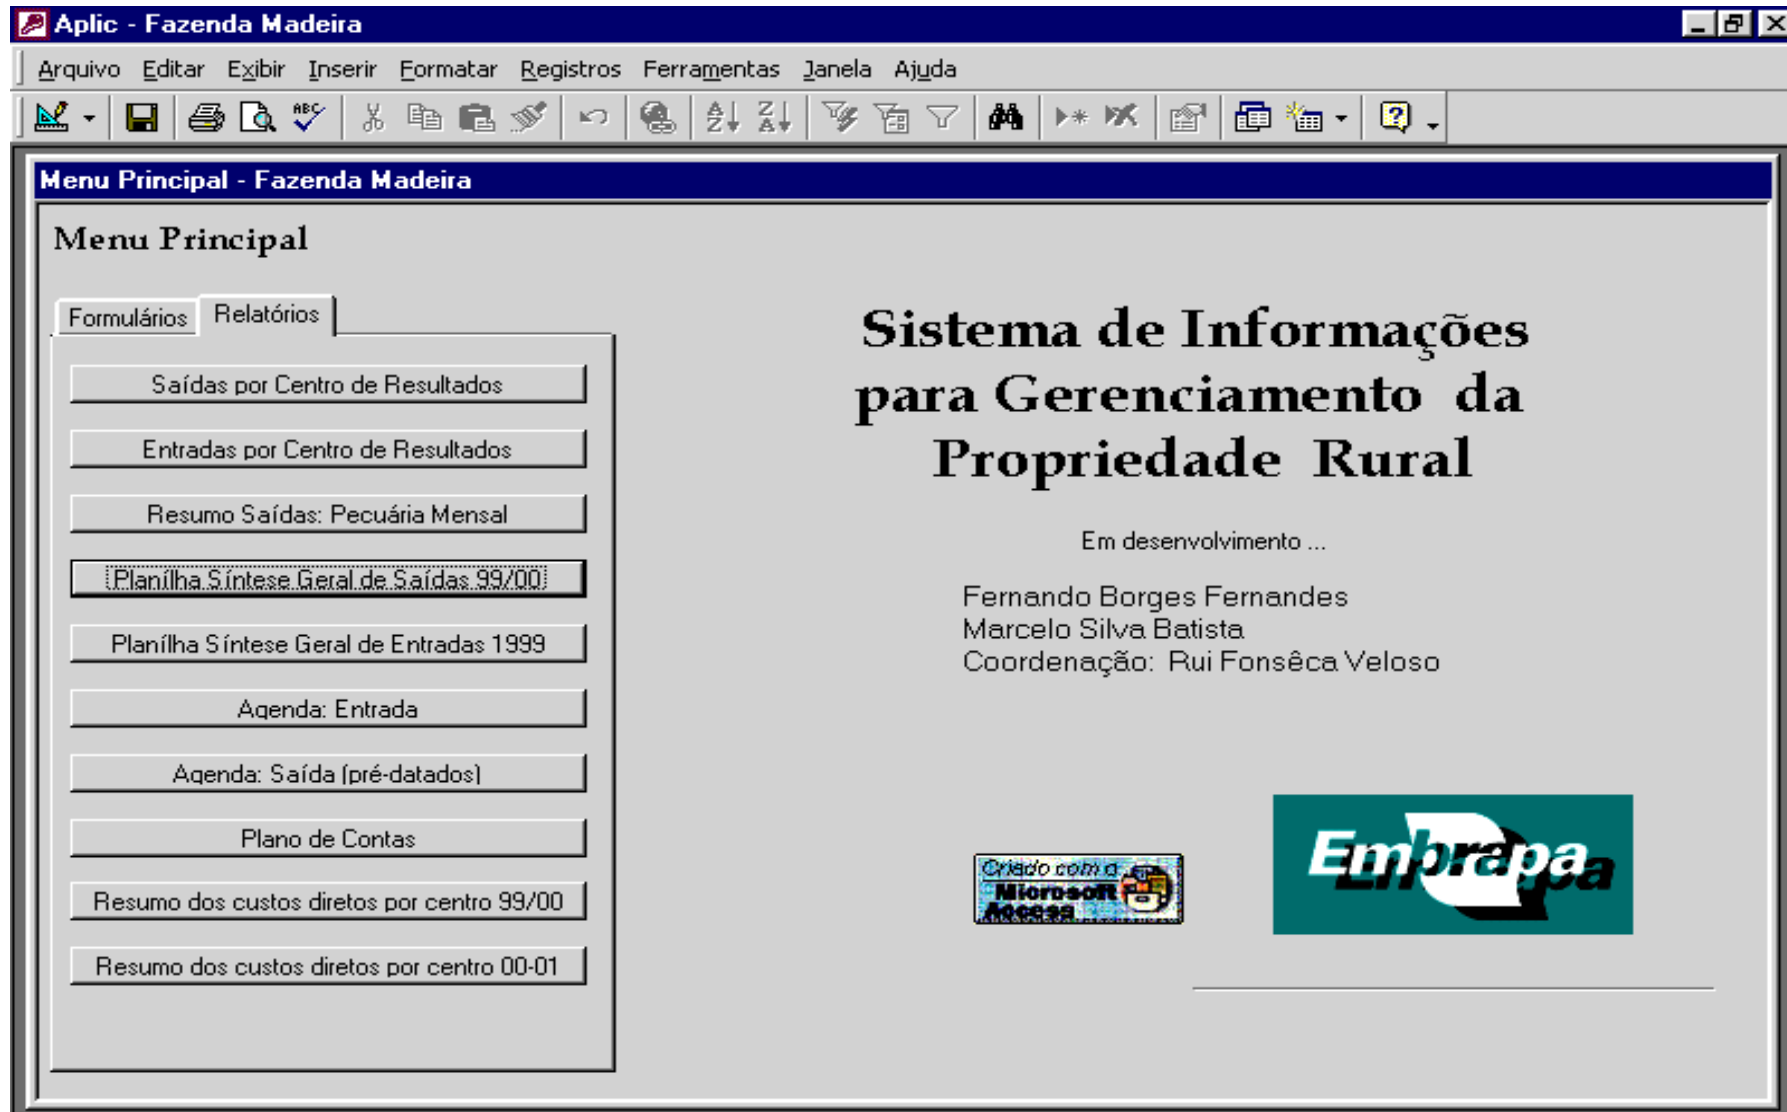 Aplic - Fazenda Madeira
Arquivo Editar Exibir Inserir Formatar Registros Ferramentas Janela Ajuda
Menu Principal - Fazenda Madeira
Menu Principal
Formulários Relatórios
Saídas por Centro de Resultados
Entradas por Centro de Resultados
Resumo Saídas: Pecuária Mensal
Planílha Síntese Geral de Saídas 99/00
Planílha Síntese Geral de Entradas 1999
Agenda: Entrada
Agenda: Saída (pré-datados)
Plano de Contas
Resumo dos custos diretos por centro 99/00
Resumo dos custos diretos por centro 00-01
Sistema de Informações
para Gerenciamento da
Propriedade Rural
Em desenvolvimento ...
Fernando Borges Fernandes
Marcelo Silva Batista
Coordenação: Rui Fonsêca Veloso
Criado com o
Microsoft
Access
Embrapa